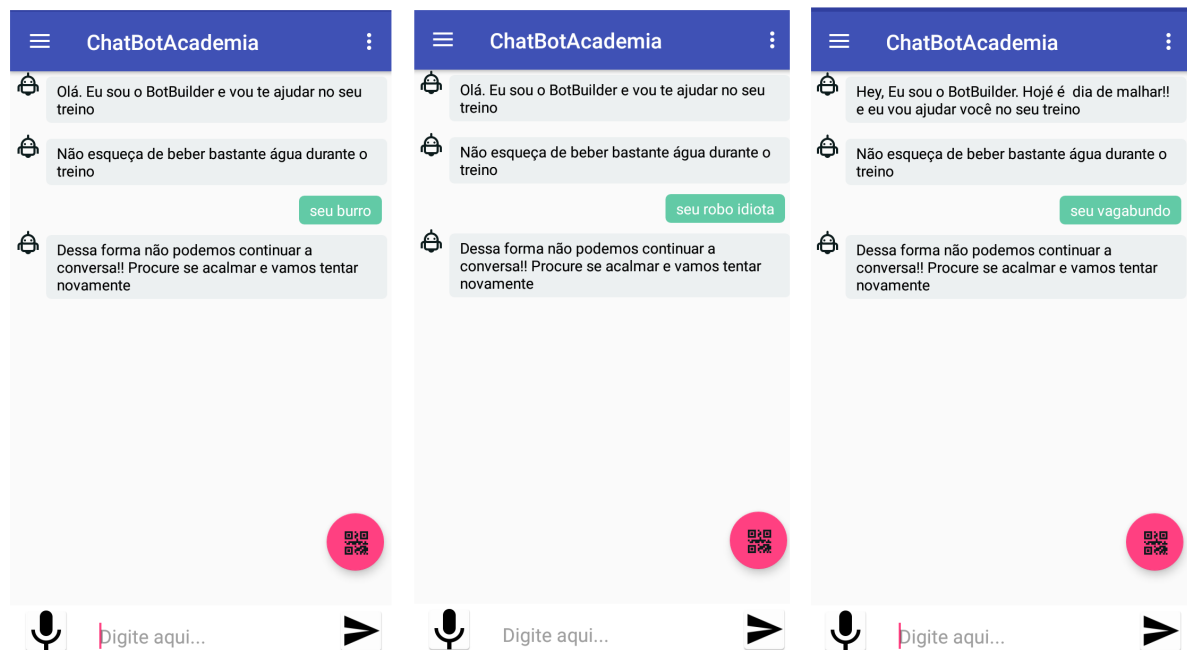 ChatBotAcademia
Olá. Eu sou o BotBuilder e vou te ajudar no seu
treino
Não esqueça de beber bastante água durante o
treino
seu burro
Dessa forma não podemos continuar a
conversa!! Procure se acalmar e vamos tentar
novamente
Digite aqui...
ChatBotAcademia
Olá. Eu sou o BotBuilder e vou te ajudar no seu
treino
Não esqueça de beber bastante água durante o
treino
seu robo idiota
Dessa forma não podemos continuar a
conversa!! Procure se acalmar e vamos tentar
novamente
Digite aqui...
ChatBotAcademia
Hey, Eu sou o BotBuilder. Hojé é  dia de malhar!!
e eu vou ajudar você no seu treino
Não esqueça de beber bastante água durante o
treino
seu vagabundo
Dessa forma não podemos continuar a
conversa!! Procure se acalmar e vamos tentar
novamente
Digite aqui...